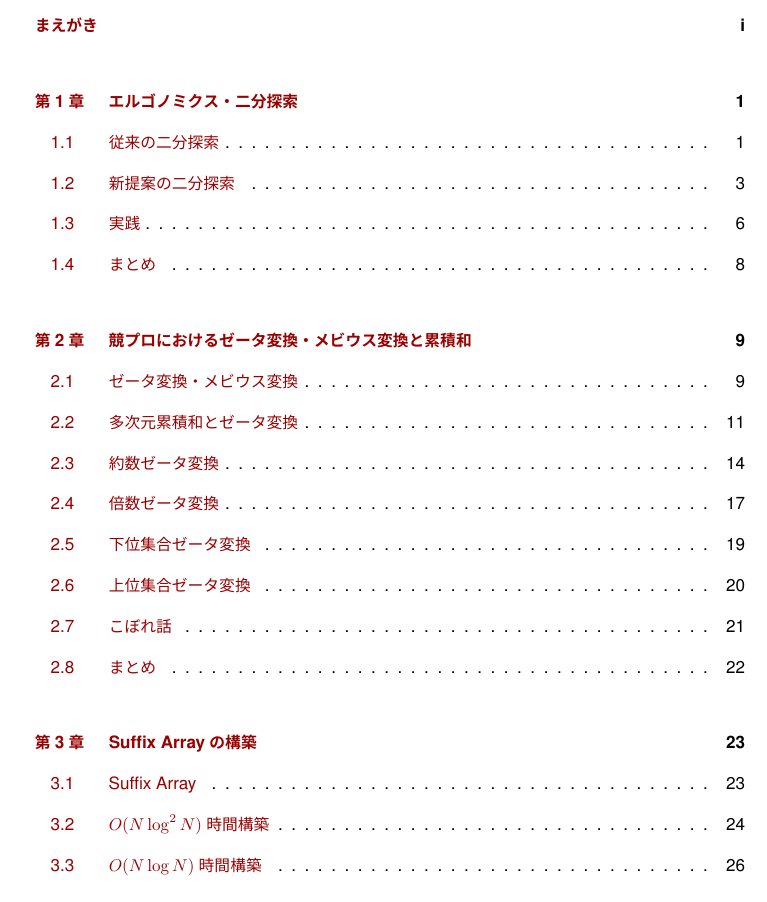 まえがき i
第 1 章 エルゴノミクス・二分探索 1
1.1 従来の二分探索 . . . . . . . . . . . . . . . . . . . . . . . . . . . . . . . . . . . . . 1
1.2 新提案の二分探索 . . . . . . . . . . . . . . . . . . . . . . . . . . . . . . . . . . . 3
1.3 実践 . . . . . . . . . . . . . . . . . . . . . . . . . . . . . . . . . . . . . . . . . . . 6
1.4 まとめ . . . . . . . . . . . . . . . . . . . . . . . . . . . . . . . . . . . . . . . . . 8
第 2 章 競プロにおけるゼータ変換・メビウス変換と累積和 9
2.1 ゼータ変換・メビウス変換 . . . . . . . . . . . . . . . . . . . . . . . . . . . . . . . 9
2.2 多次元累積和とゼータ変換 . . . . . . . . . . . . . . . . . . . . . . . . . . . . . . . 11
2.3 約数ゼータ変換 . . . . . . . . . . . . . . . . . . . . . . . . . . . . . . . . . . . . . 14
2.4 倍数ゼータ変換 . . . . . . . . . . . . . . . . . . . . . . . . . . . . . . . . . . . . . 17
2.5 下位集合ゼータ変換 . . . . . . . . . . . . . . . . . . . . . . . . . . . . . . . . . . 19
2.6 上位集合ゼータ変換 . . . . . . . . . . . . . . . . . . . . . . . . . . . . . . . . . . 20
2.7 こぼれ話 . . . . . . . . . . . . . . . . . . . . . . . . . . . . . . . . . . . . . . . . 21
2.8 まとめ . . . . . . . . . . . . . . . . . . . . . . . . . . . . . . . . . . . . . . . . . 22
第 3 章 Suffix Array の構築 23
3.1 Suffix Array . . . . . . . . . . . . . . . . . . . . . . . . . . . . . . . . . . . . . . 23
3.2 O(N log² N) 時間構築 . . . . . . . . . . . . . . . . . . . . . . . . . . . . . . . . . 24
3.3 O(N log N) 時間構築 . . . . . . . . . . . . . . . . . . . . . . . . . . . . . . . . . 26